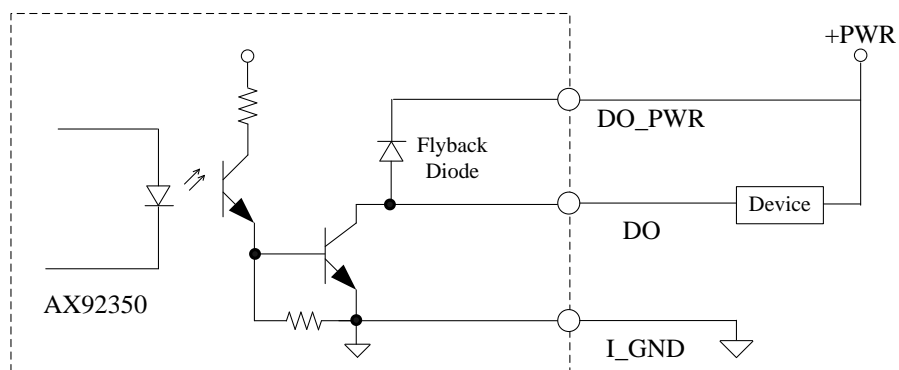 +PWR
DO_PWR
Flyback
Diode
Device
DO
AX92350
I_GND